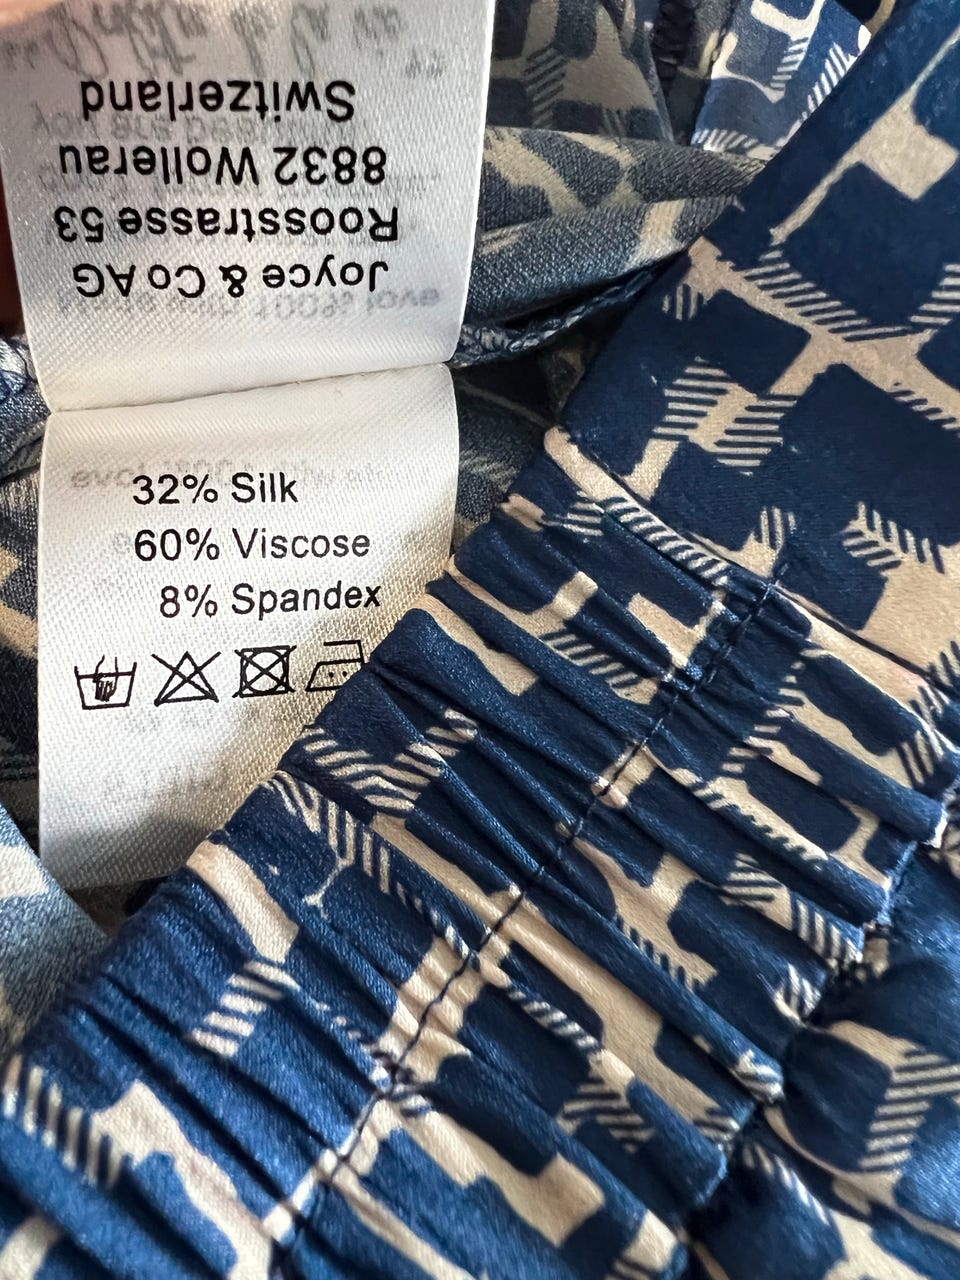 Joyce & Co AG
Roosstrasse 53
8832 Wollerau
Switzerland
32% Silk
60% Viscose
8% Spandex